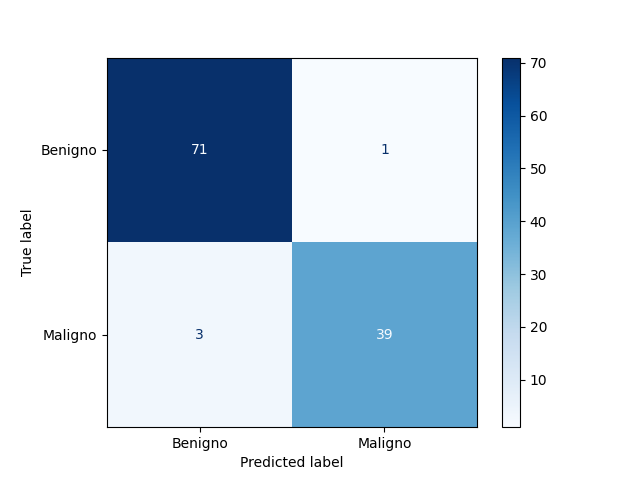 70
60
50
40
30
20
10
Benigno
Maligno
True label
71
1
3
39
Benigno
Maligno
Predicted label